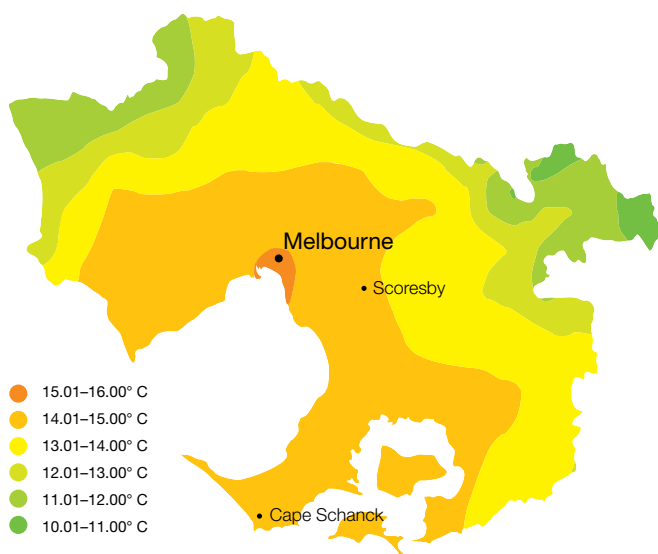 Melbourne
Scoresby
15.01–16.00° C
14.01–15.00° C
13.01–14.00° C
12.01–13.00° C
11.01–12.00° C
10.01–11.00° C
Cape Schanck